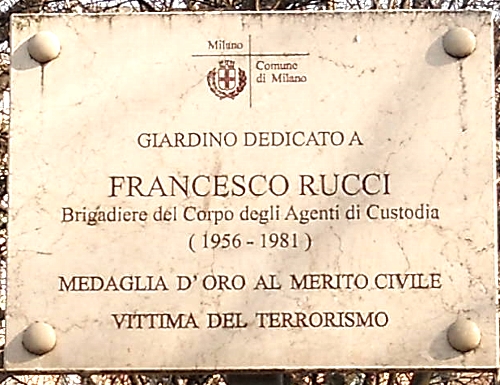 Milano
Comune
di Milano
GIARDINO DEDICATO A
FRANCESCO RUCCI
Brigadiere del Corpo degli Agenti di Custodia
( 1956 - 1981 )
MEDAGLIA D'ORO AL MERITO CIVILE
VITTIMA DEL TERRORISMO